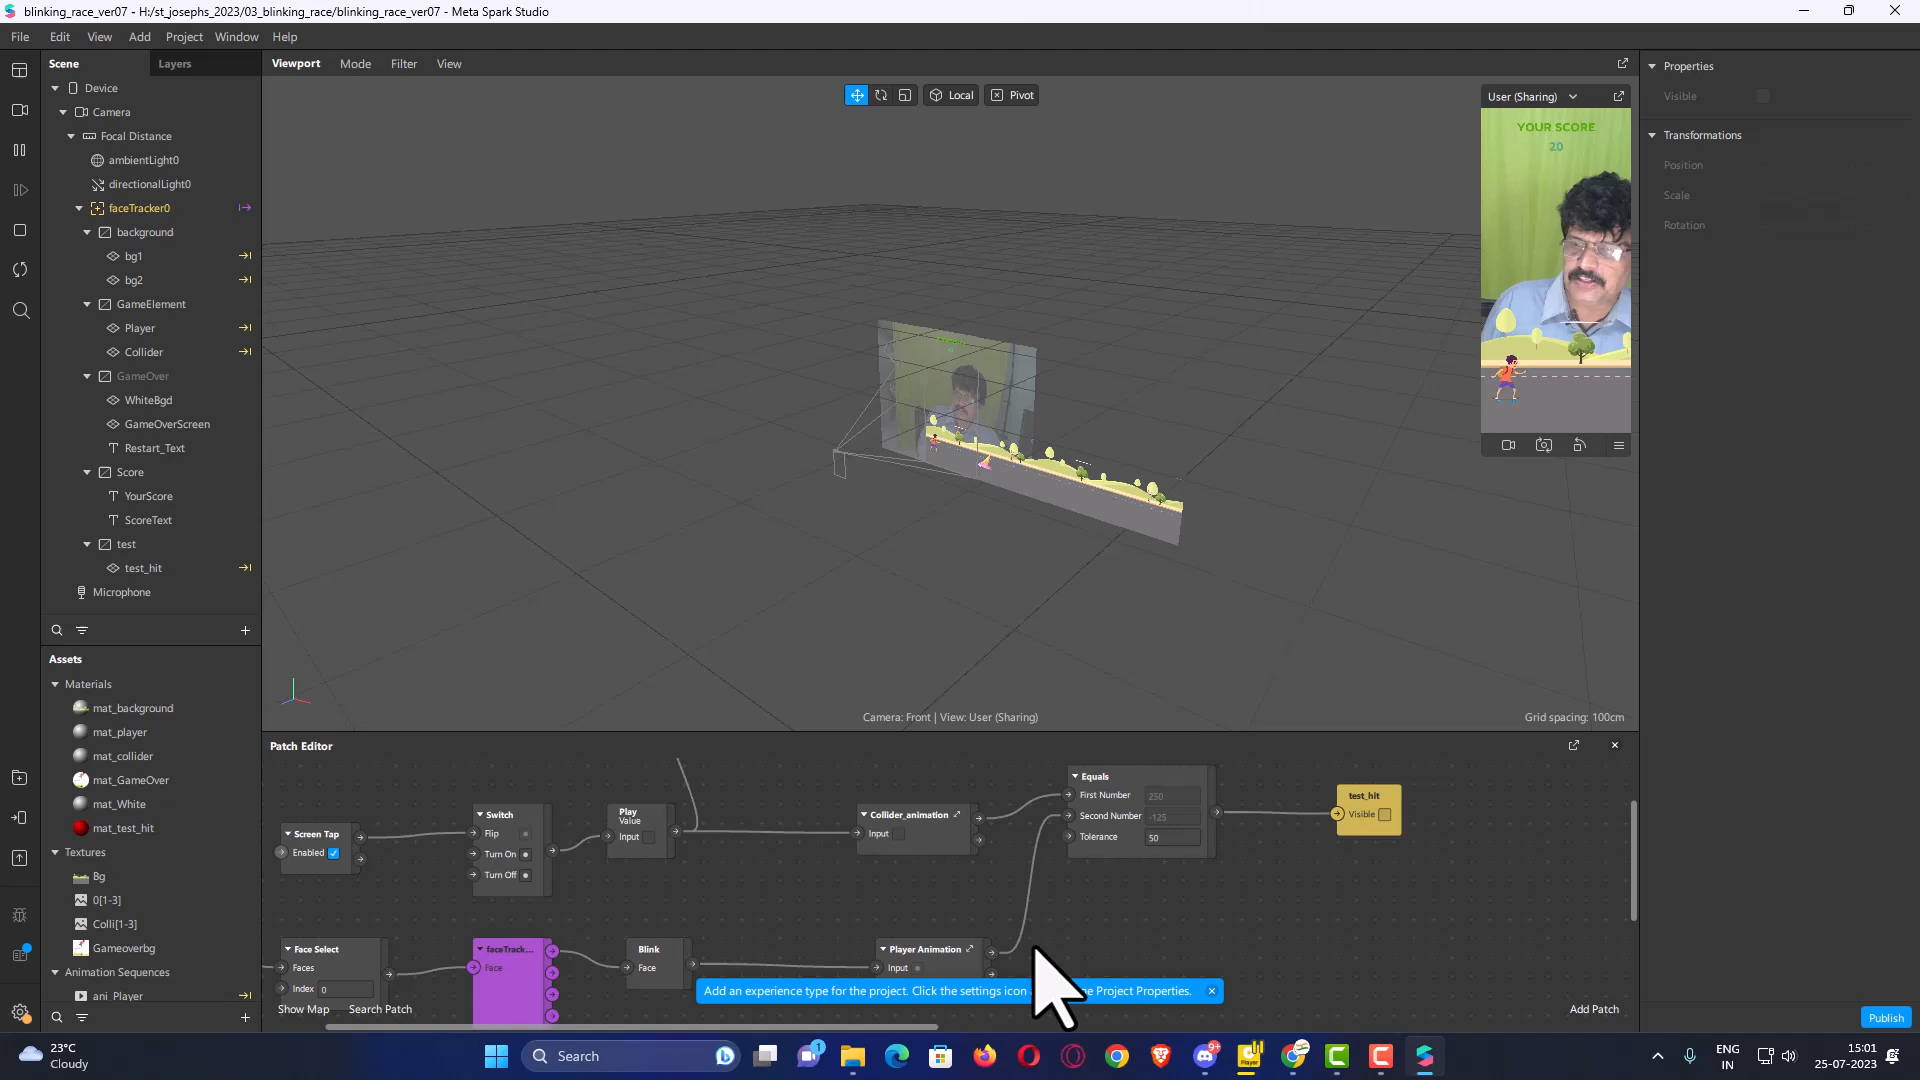 blinking_race_ver07 - H:/st_josephs_2023/03_blinking_race/blinking_race_ver07 - Meta Spark Studio
File Edit View Add Project Window Help
Scene Layers
Device
Camera
Focal Distance
ambientLight0
directionalLight0
faceTracker0
background
bg1
bg2
GameElement
Player
Collider
GameOver
WhiteBgd
GameOverScreen
Restart_Text
Score
YourScore
ScoreText
test
test_hit
Microphone
Assets
Materials
mat_background
mat_player
mat_collider
mat_GameOver
mat_White
mat_test_hit
Textures
Bg
0[1-3]
Colli[1-3]
Gameoverbg
Animation Sequences
ani_Player
Viewport Mode Filter View
Local Pivot
User (Sharing)
YOUR SCORE
20
Camera: Front | View: User (Sharing)
Grid spacing: 100cm
Properties
Visible
Transformations
Position
Scale
Rotation
Patch Editor
Screen Tap
Enabled
Switch
Flip
Turn On
Turn Off
Play
Value
Input
Collider_animation
Input
Equals
First Number 250
Second Number -125
Tolerance 50
test_hit
Visible
Face Select
Faces
Index 0
faceTrack...
Face
Blink
Face
Player Animation
Input
Add an experience type for the project. Click the settings icon a
e Project Properties.
Show Map Search Patch
Add Patch
Publish
23°C
Cloudy
Search
1
9+
ENG
IN
15:01
25-07-2023